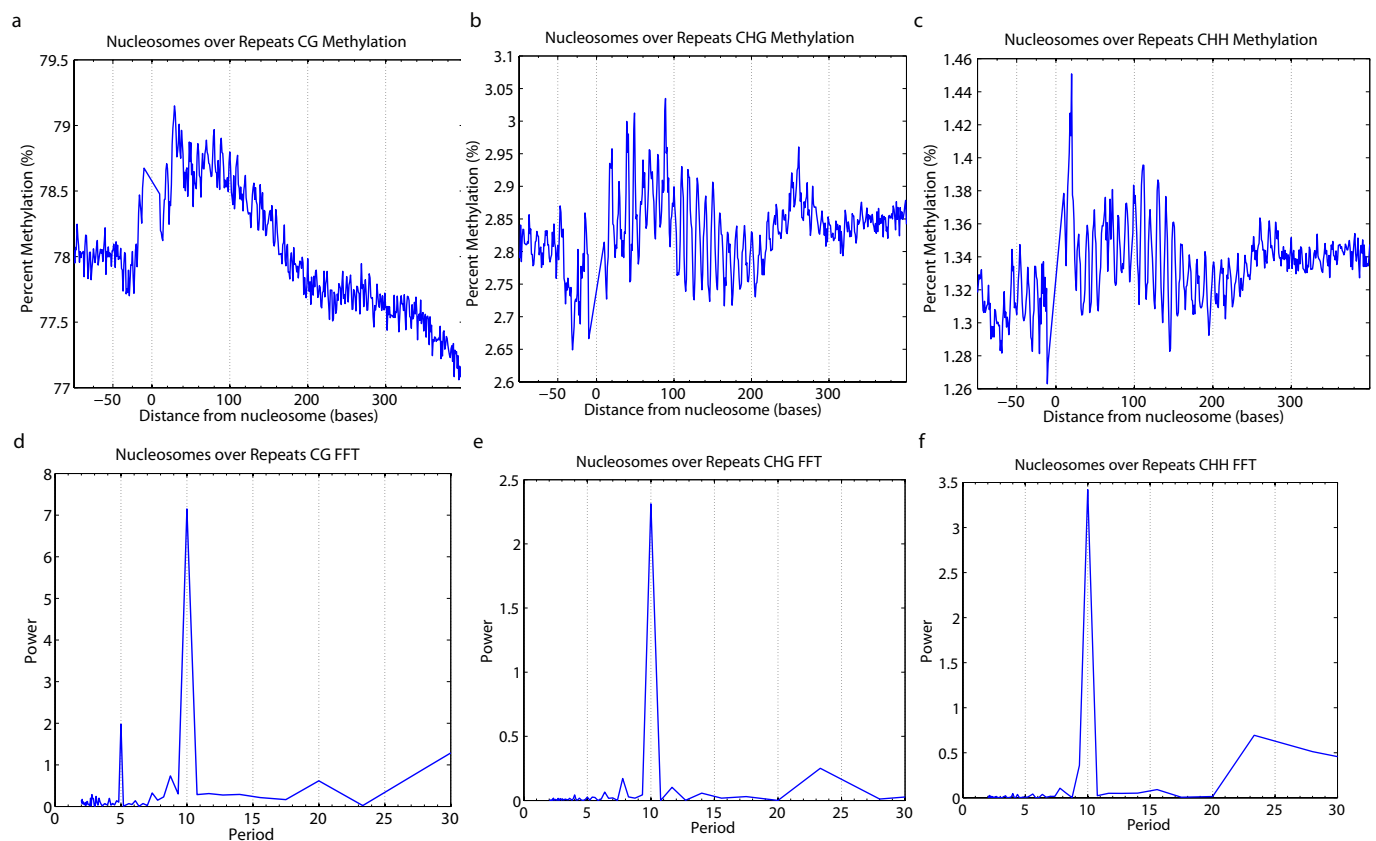 a
Nucleosomes over Repeats CG Methylation
79.5
79
78.5
78
77.5
77
Percent Methylation (%)
−50 0 100 200 300
Distance from nucleosome (bases)
b
Nucleosomes over Repeats CHG Methylation
3.1
3.05
3
2.95
2.9
2.85
2.8
2.75
2.7
2.65
2.6
Percent Methylation (%)
−50 0 100 200 300
Distance from nucleosome (bases)
c
Nucleosomes over Repeats CHH Methylation
1.46
1.44
1.42
1.4
1.38
1.36
1.34
1.32
1.3
1.28
1.26
Percent Methylation (%)
−50 0 100 200 300
Distance from nucleosome (bases)
d
Nucleosomes over Repeats CG FFT
8
7
6
5
4
3
2
1
0
Power
0 5 10 15 20 25 30
Period
e
Nucleosomes over Repeats CHG FFT
2.5
2
1.5
1
0.5
0
Power
0 5 10 15 20 25 30
Period
f
Nucleosomes over Repeats CHH FFT
3.5
3
2.5
2
1.5
1
0.5
0
Power
0 5 10 15 20 25 30
Period